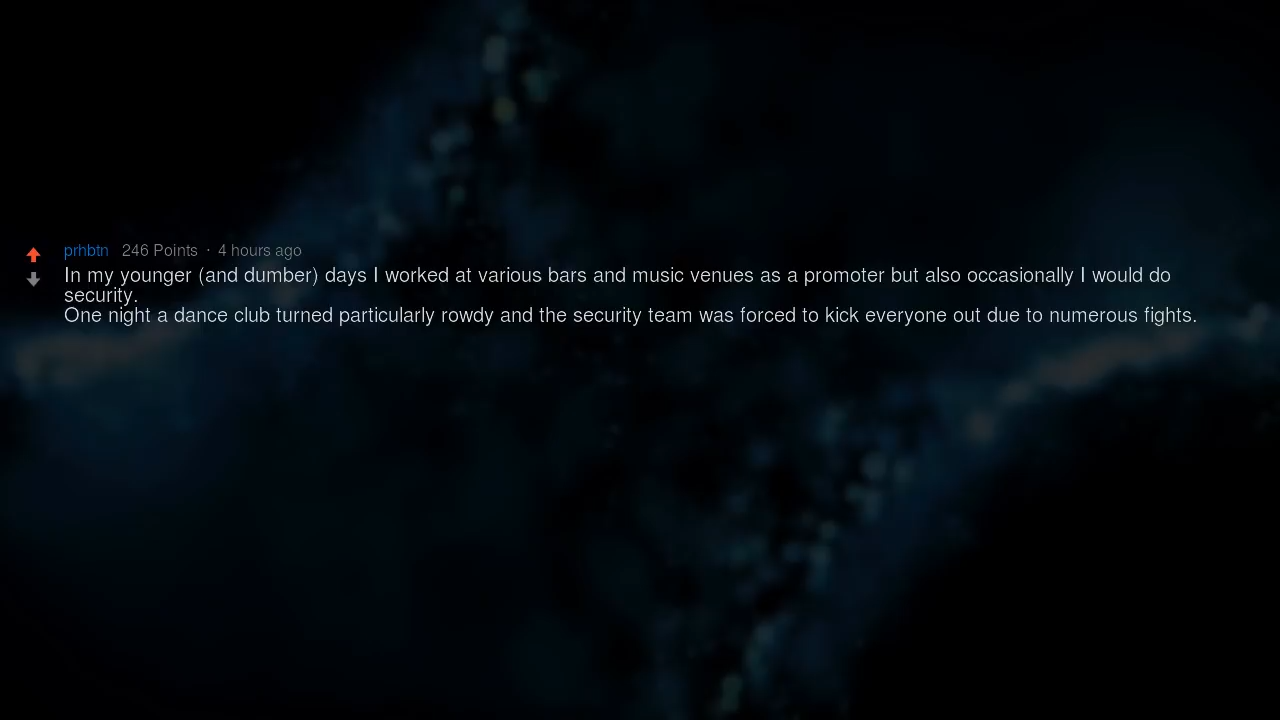 prhbtn 246 Points · 4 hours ago
In my younger (and dumber) days I worked at various bars and music venues as a promoter but also occasionally I would do
security.
One night a dance club turned particularly rowdy and the security team was forced to kick everyone out due to numerous fights.